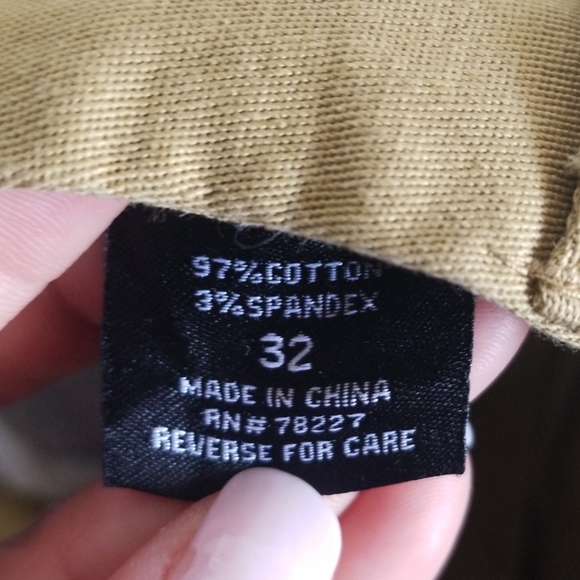 97%COTTON
3%SPANDEX
32
MADE IN CHINA
RN# 78227
REVERSE FOR CARE